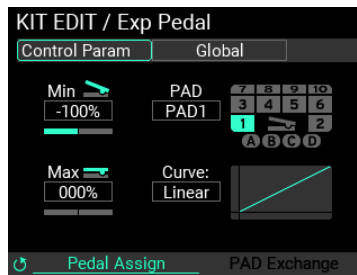 KIT EDIT / Exp Pedal
Control Param Global
Min PAD 7 8 9 10
-100% PAD1 3 4 5 6
1 2
A B C D
Max Curve:
000% Linear
Pedal Assign PAD Exchange